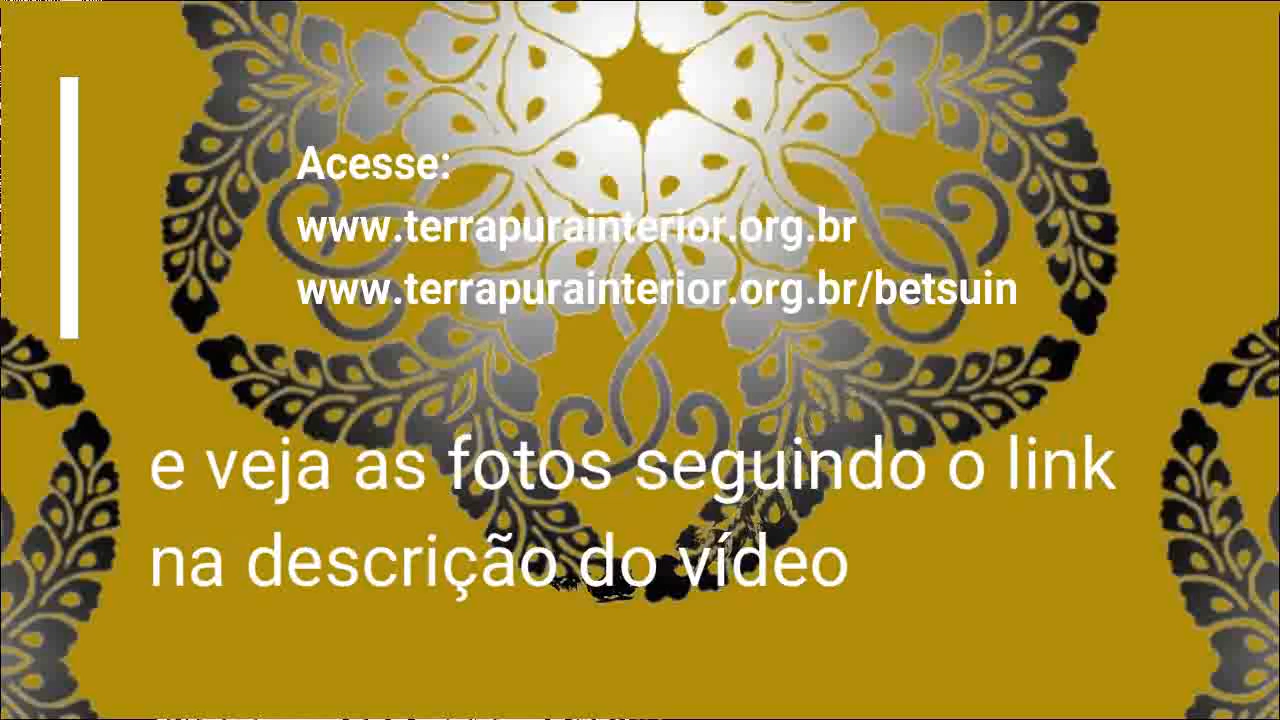 Acesse:
www.terrapurainterior.org.br
www.terrapurainterior.org.br/betsuin
e veja as fotos seguindo o link
na descrição do vídeo